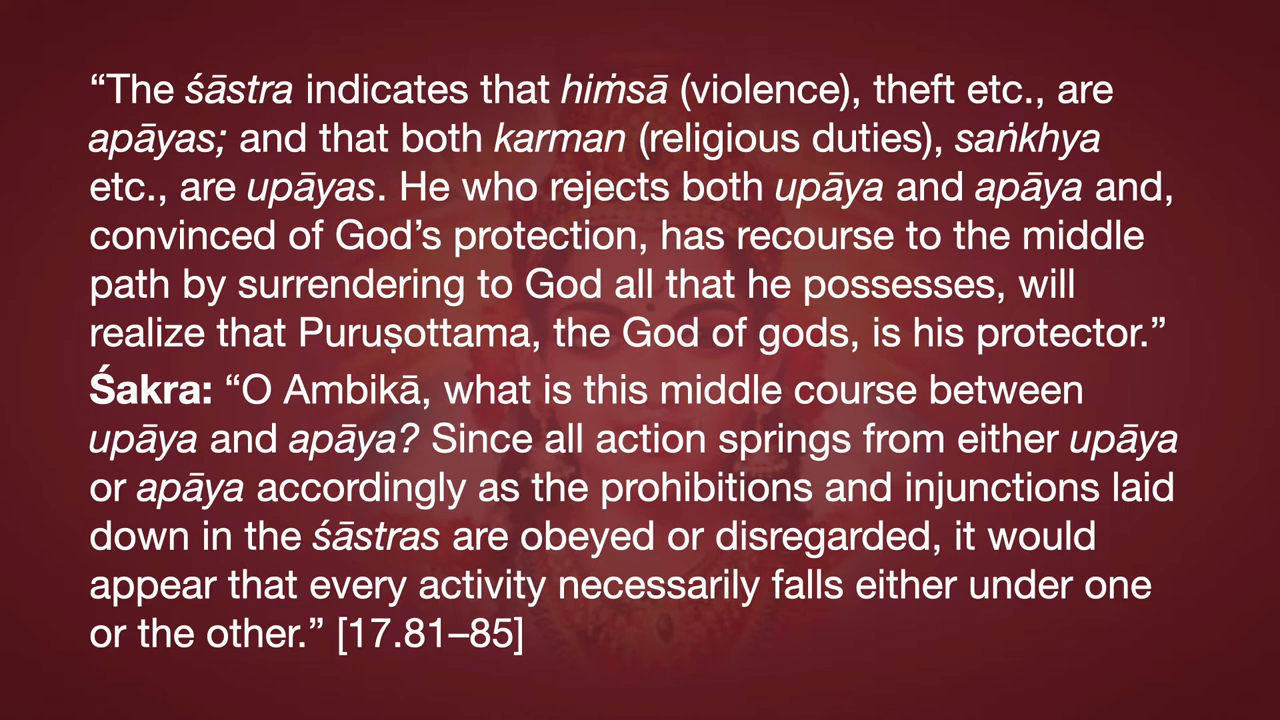 “The śāstra indicates that hiṁsā (violence), theft etc., are
apāyas; and that both karman (religious duties), saṅkhya
etc., are upāyas. He who rejects both upāya and apāya and,
convinced of God’s protection, has recourse to the middle
path by surrendering to God all that he possesses, will
realize that Puruṣottama, the God of gods, is his protector.”
Śakra: “O Ambikā, what is this middle course between
upāya and apāya? Since all action springs from either upāya
or apāya accordingly as the prohibitions and injunctions laid
down in the śāstras are obeyed or disregarded, it would
appear that every activity necessarily falls either under one
or the other.” [17.81–85]